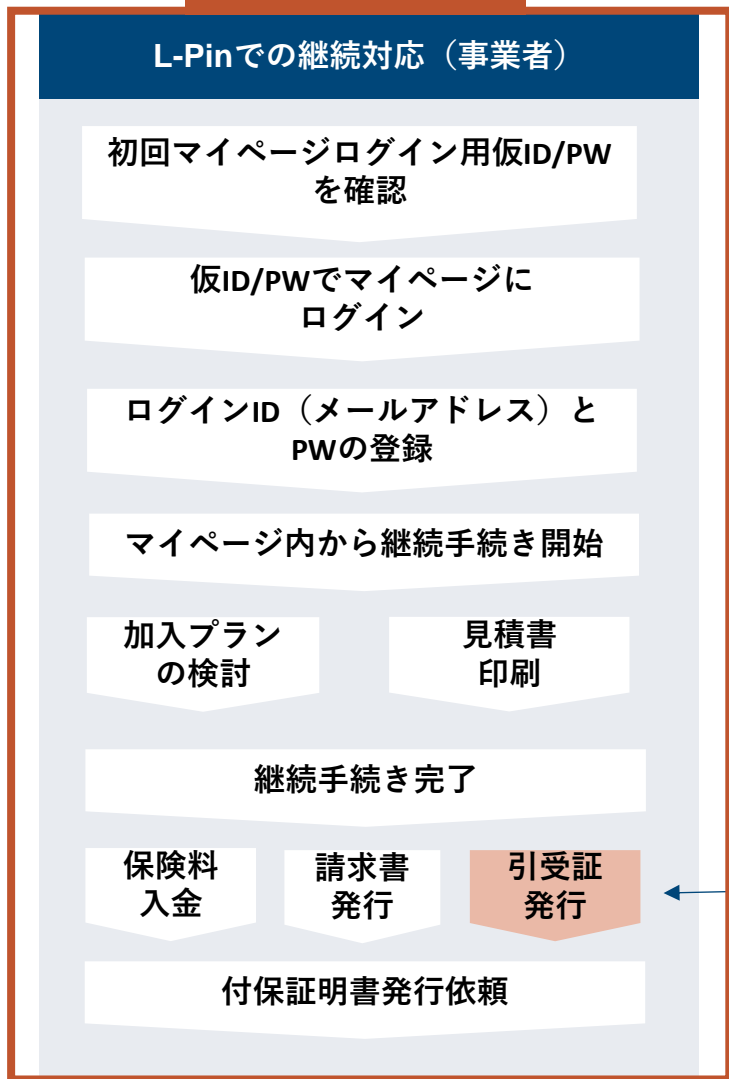 L-Pinでの継続対応（事業者）
初回マイページログイン用仮ID/PW
を確認
仮ID/PWでマイページに
ログイン
ログインID（メールアドレス）と
PWの登録
マイページ内から継続手続き開始
加入プラン
の検討
見積書
印刷
継続手続き完了
保険料
入金
請求書
発行
引受証
発行
付保証明書発行依頼